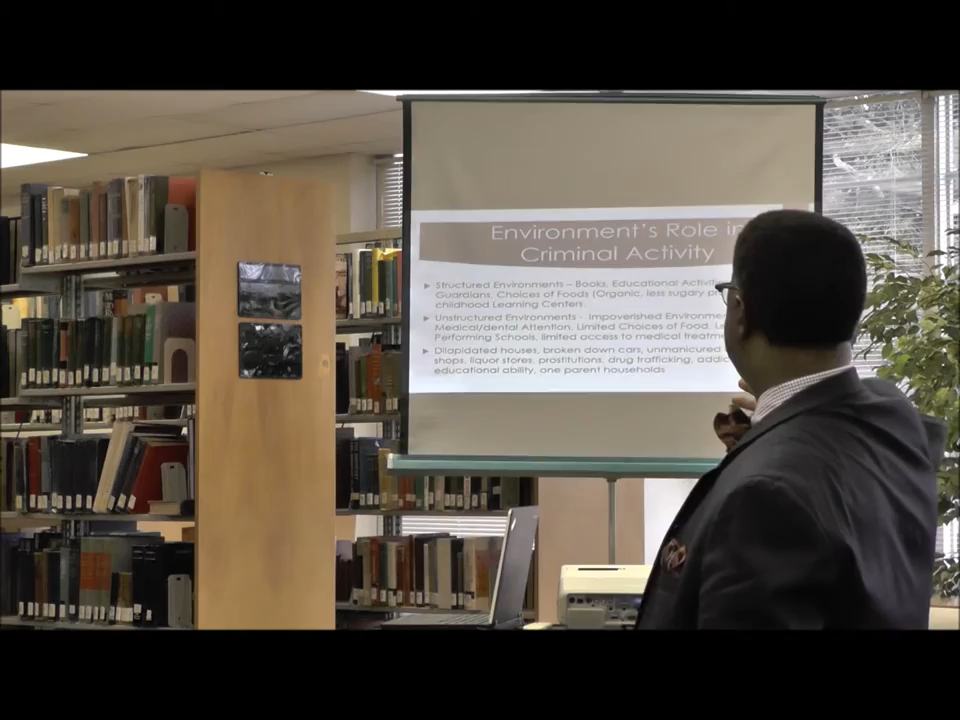 Environment's Role in
Criminal Activity
Structured Environments – Books, Educational
Guardians, Choices of Foods (Organic, less sugary
childhood Learning Centers.
Unstructured Environments - Impoverished
Medical/dental Attention, Limited Choices of Food,
Performing Schools, limited access to medical
Dilapidated houses, broken down cars, unmanicured
shops, liquor stores, prostitutions, drug trafficking,
educational ability, one parent households